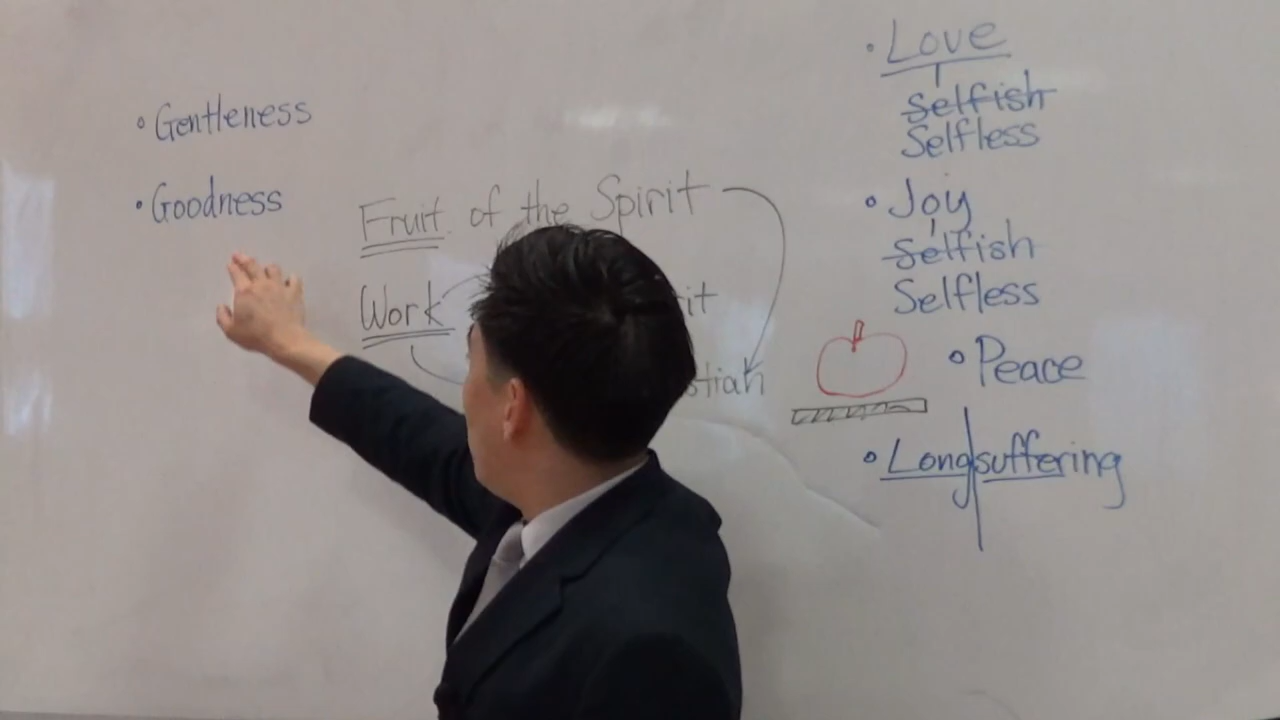 • Gentleness
• Goodness
Fruit of the Spirit
Work
• Love
Selfish
Selfless
• Joy
Selfish
Selfless
• Peace
• Longsuffering